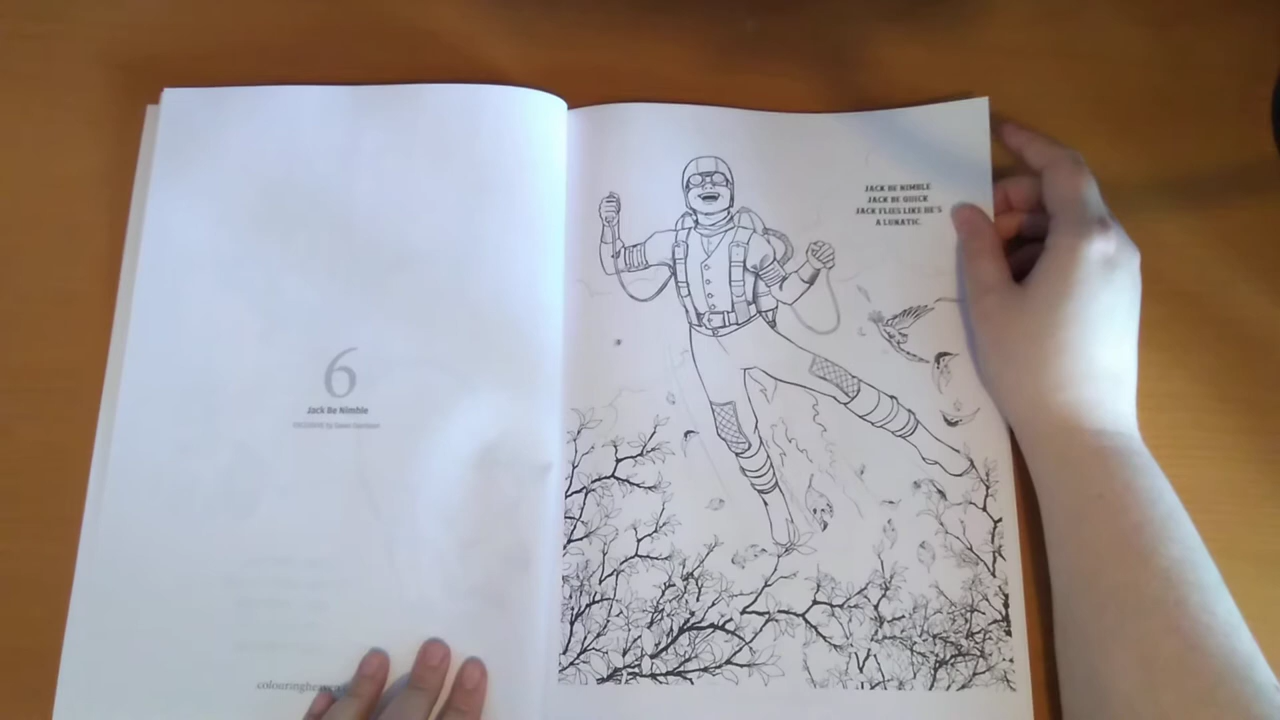 6
Jack Be Nimble
JACK BE NIMBLE
JACK BE QUICK
JACK FLIES LIKE HE'S
A LUNATIC.